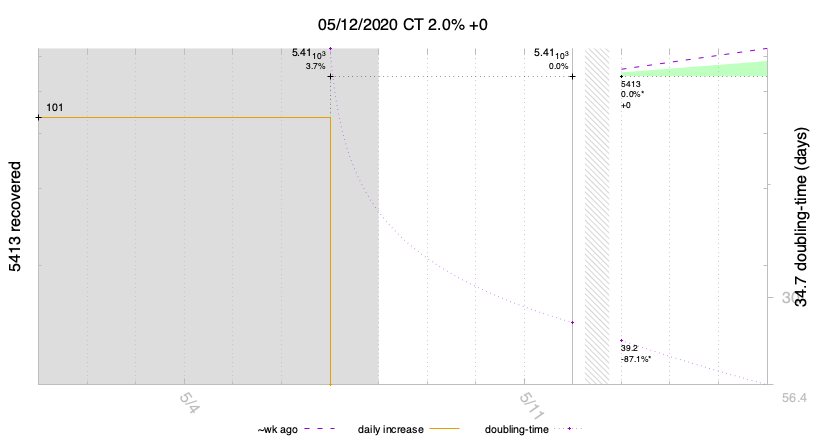 05/12/2020 CT 2.0% +0
5.41₁₀3
3.7%
5.41₁₀3
0.0%
101
5413
0.0%*
+0
5413 recovered
34.7 doubling-time (days)
30
39.2
-87.1%*
56.4
5/4
5/11
~wk ago
daily increase
doubling-time